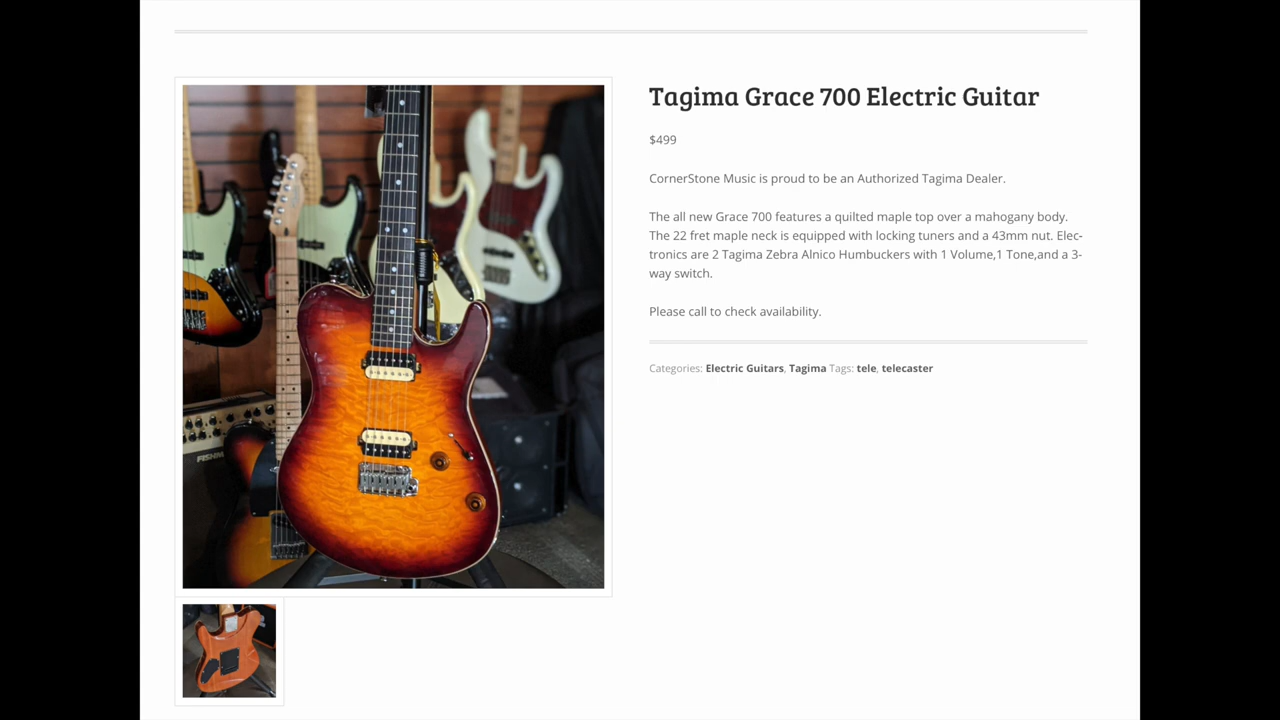 Tagima Grace 700 Electric Guitar
$499
CornerStone Music is proud to be an Authorized Tagima Dealer.
The all new Grace 700 features a quilted maple top over a mahogany body.
The 22 fret maple neck is equipped with locking tuners and a 43mm nut. Elec-
tronics are 2 Tagima Zebra Alnico Humbuckers with 1 Volume,1 Tone,and a 3-
way switch.
Please call to check availability.
Categories: Electric Guitars, Tagima Tags: tele, telecaster
FISHM